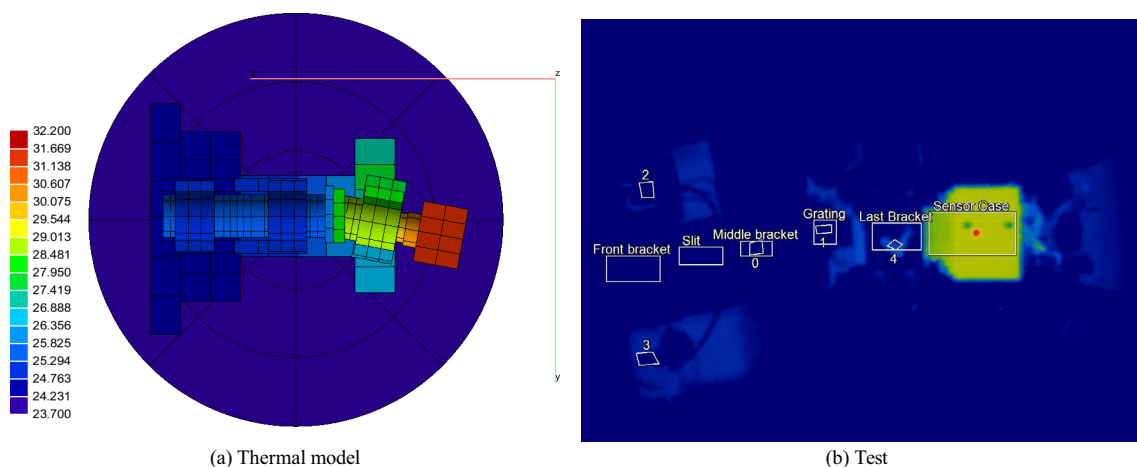 x
z
32.200
31.669
31.138
30.607
30.075
29.544
29.013
28.481
27.950
27.419
26.888
26.356
25.825
25.294
24.763
24.231
23.700
y
(a) Thermal model
2
Grating
Last Bracket
Sensor Case
1
Middle bracket
Slit
Front bracket
0
4
3
(b) Test